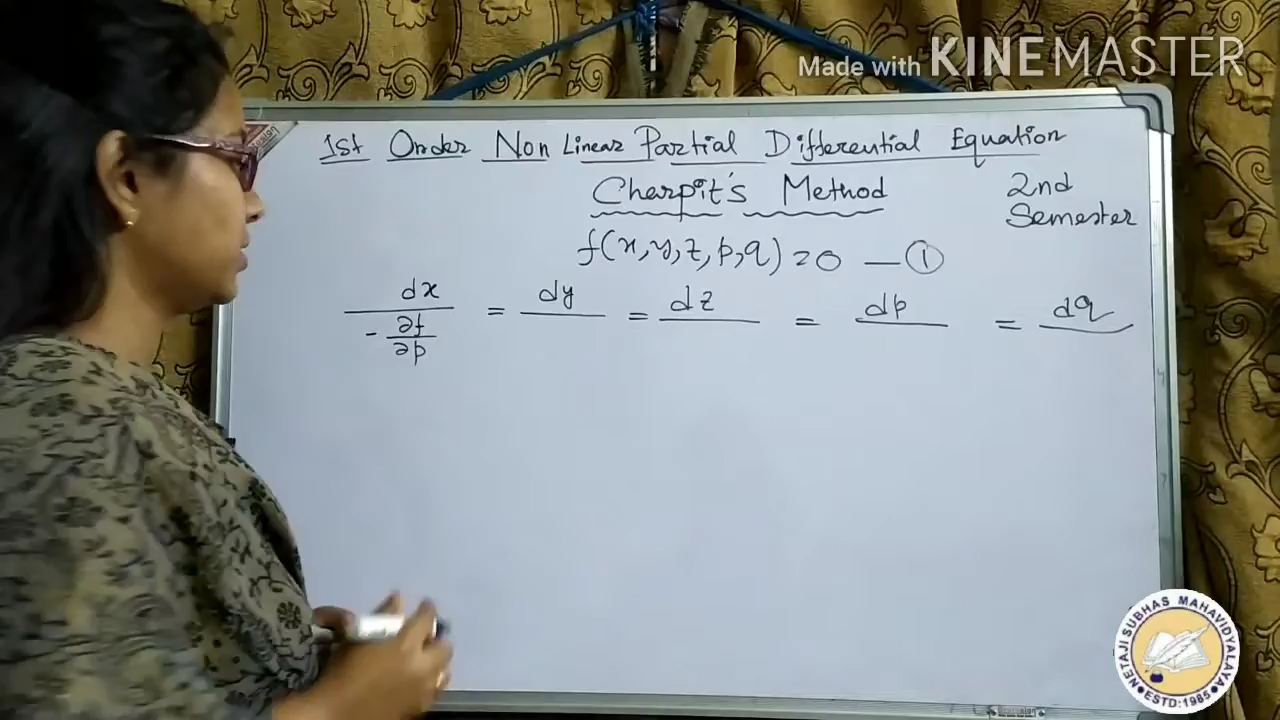 Made with KINEMASTER
1st Order Non Linear Partial Differential Equation
Charpit's Method
2nd
Semester
f(x,y,z,p,q)=0 — ①
dx/(-∂f/∂p) = dy/ = dz/ = dp/ = dq/
NETAJI SUBHAS MAHAVIDYALAYA
ESTD:1985